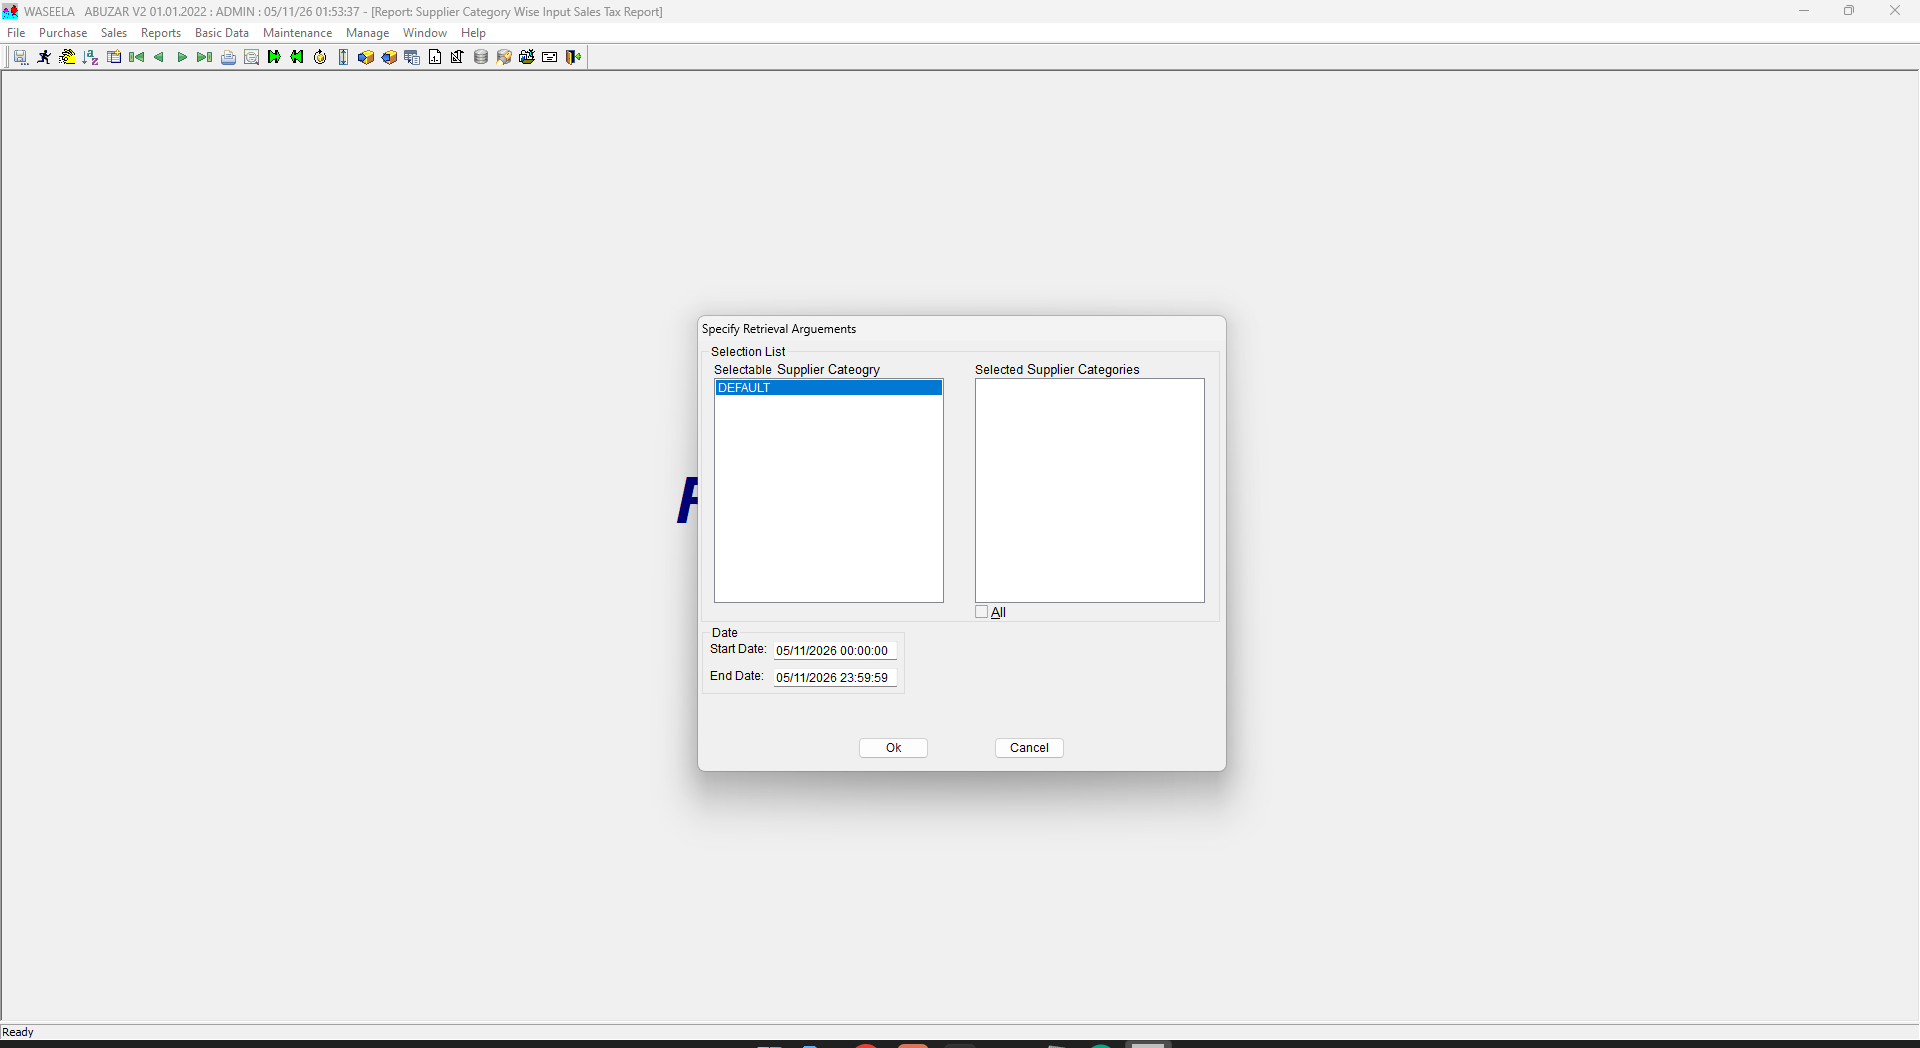 WASEELA   ABUZAR V2 01.01.2022 : ADMIN : 05/11/26 01:53:37 - [Report: Supplier Category Wise Input Sales Tax Report]
File  Purchase  Sales  Reports  Basic Data  Maintenance  Manage  Window  Help
Specify Retrieval Arguements
Selection List
Selectable  Supplier Cateogry
Selected Supplier Categories
DEFAULT
All
Date
Start Date: 05/11/2026 00:00:00
End Date: 05/11/2026 23:59:59
Ok
Cancel
Ready